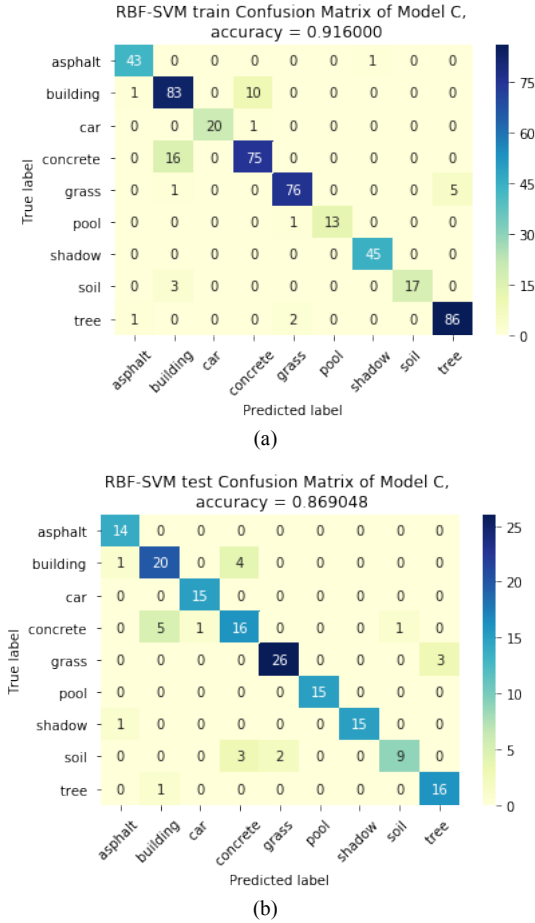 RBF-SVM train Confusion Matrix of Model C,
accuracy = 0.916000
asphalt 43 0 0 0 0 0 1 0 0
building 1 83 0 10 0 0 0 0 0
car 0 0 20 1 0 0 0 0 0
concrete 0 16 0 75 0 0 0 0 0
grass 0 1 0 0 76 0 0 0 5
pool 0 0 0 0 1 13 0 0 0
shadow 0 0 0 0 0 0 45 0 0
soil 0 3 0 0 0 0 0 17 0
tree 1 0 0 0 2 0 0 0 86
True label
asphalt building car concrete grass pool shadow soil tree
Predicted label
75
60
45
30
15
0
(a)
RBF-SVM test Confusion Matrix of Model C,
accuracy = 0.869048
asphalt 14 0 0 0 0 0 0 0 0
building 1 20 0 4 0 0 0 0 0
car 0 0 15 0 0 0 0 0 0
concrete 0 5 1 16 0 0 0 1 0
grass 0 0 0 0 26 0 0 0 3
pool 0 0 0 0 0 15 0 0 0
shadow 1 0 0 0 0 0 15 0 0
soil 0 0 0 3 2 0 0 9 0
tree 0 1 0 0 0 0 0 0 16
True label
asphalt building car concrete grass pool shadow soil tree
Predicted label
25
20
15
10
5
0
(b)